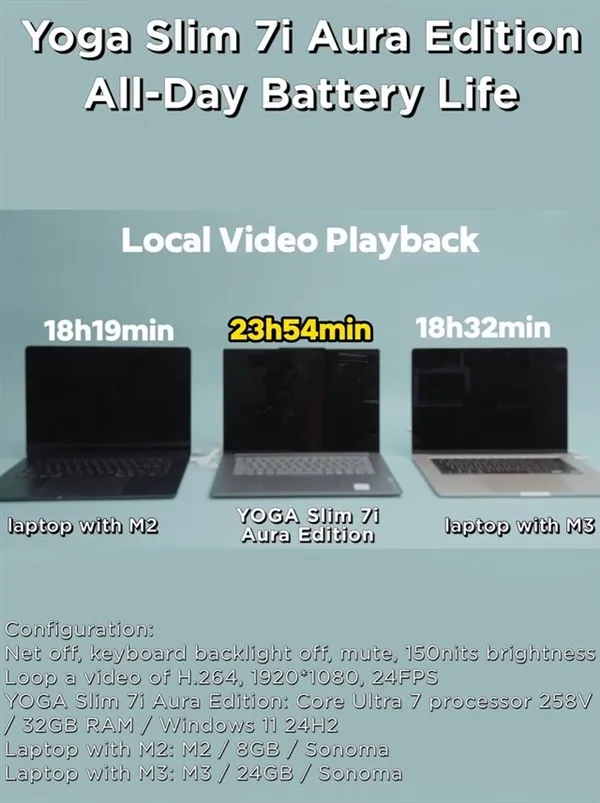 Yoga Slim 7i Aura Edition
All-Day Battery Life
Local Video Playback
18h19min
23h54min
18h32min
laptop with M2
YOGA Slim 7i
Aura Edition
laptop with M3
Configuration:
Net off, keyboard backlight off, mute, 150nits brightness
Loop a video of H.264, 1920*1080, 24FPS
YOGA Slim 7i Aura Edition: Core Ultra 7 processor 258V
/ 32GB RAM / Windows 11 24H2
Laptop with M2: M2 / 8GB / Sonoma
Laptop with M3: M3 / 24GB / Sonoma